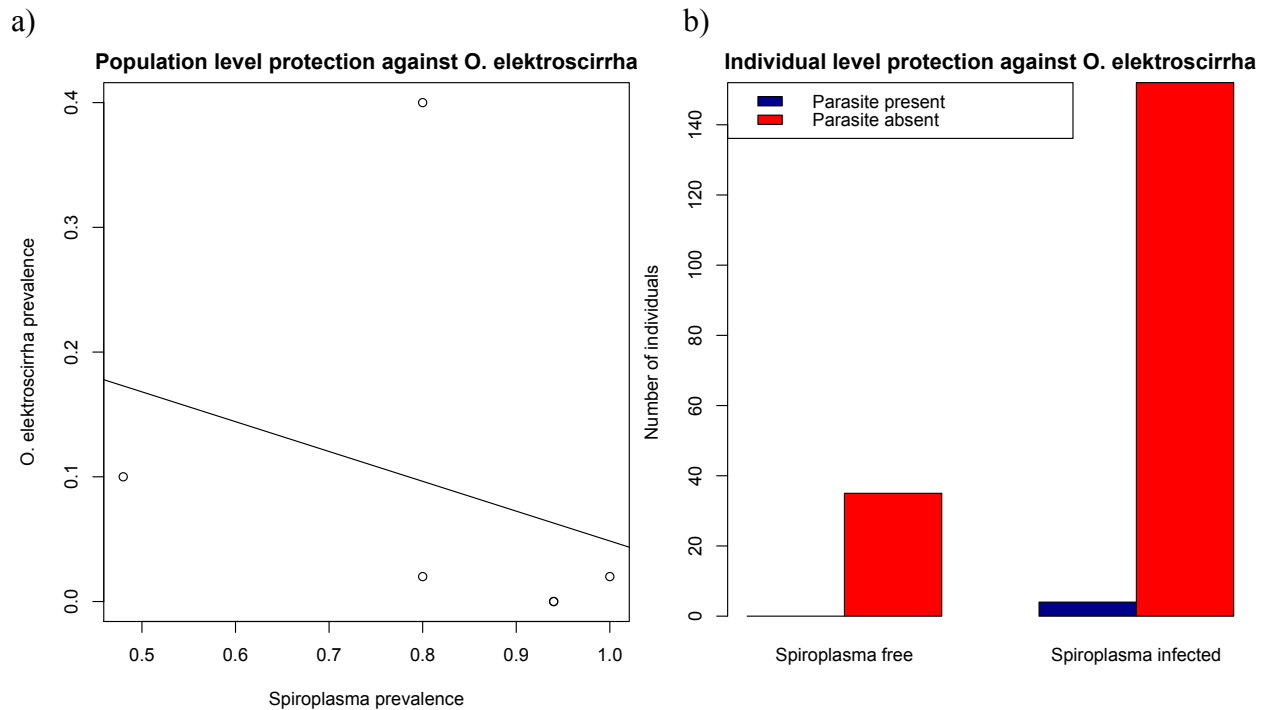 a)
Population level protection against O. elektroscirrha
O. elektroscirrha prevalence
0.4
0.3
0.2
0.1
0.0
0.5 0.6 0.7 0.8 0.9 1.0
Spiroplasma prevalence
b)
Individual level protection against O. elektroscirrha
Parasite present
Parasite absent
Number of individuals
140
120
100
80
60
40
20
0
Spiroplasma free Spiroplasma infected